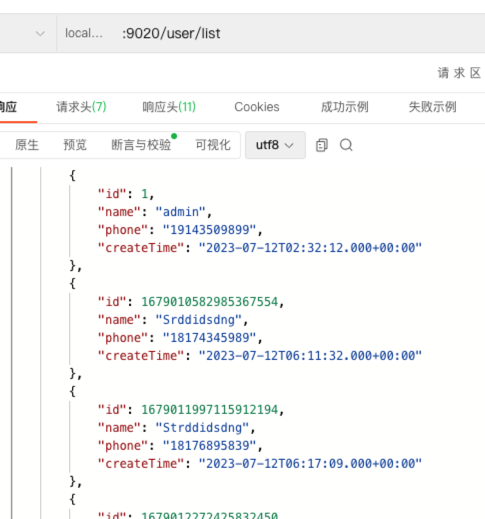 local... :9020/user/list
请 求 区
响应 请求头(7) 响应头(11) Cookies 成功示例 失败示例
原生 预览 断言与校验 可视化 utf8
{
"id": 1,
"name": "admin",
"phone": "19143509899",
"createTime": "2023-07-12T02:32:12.000+00:00"
},
{
"id": 1679010582985367554,
"name": "Srddidsdng",
"phone": "18174345989",
"createTime": "2023-07-12T06:11:32.000+00:00"
},
{
"id": 1679011997115912194,
"name": "Strddidsdng",
"phone": "18176895839",
"createTime": "2023-07-12T06:17:09.000+00:00"
},
{
"id": 1679012272425832450,